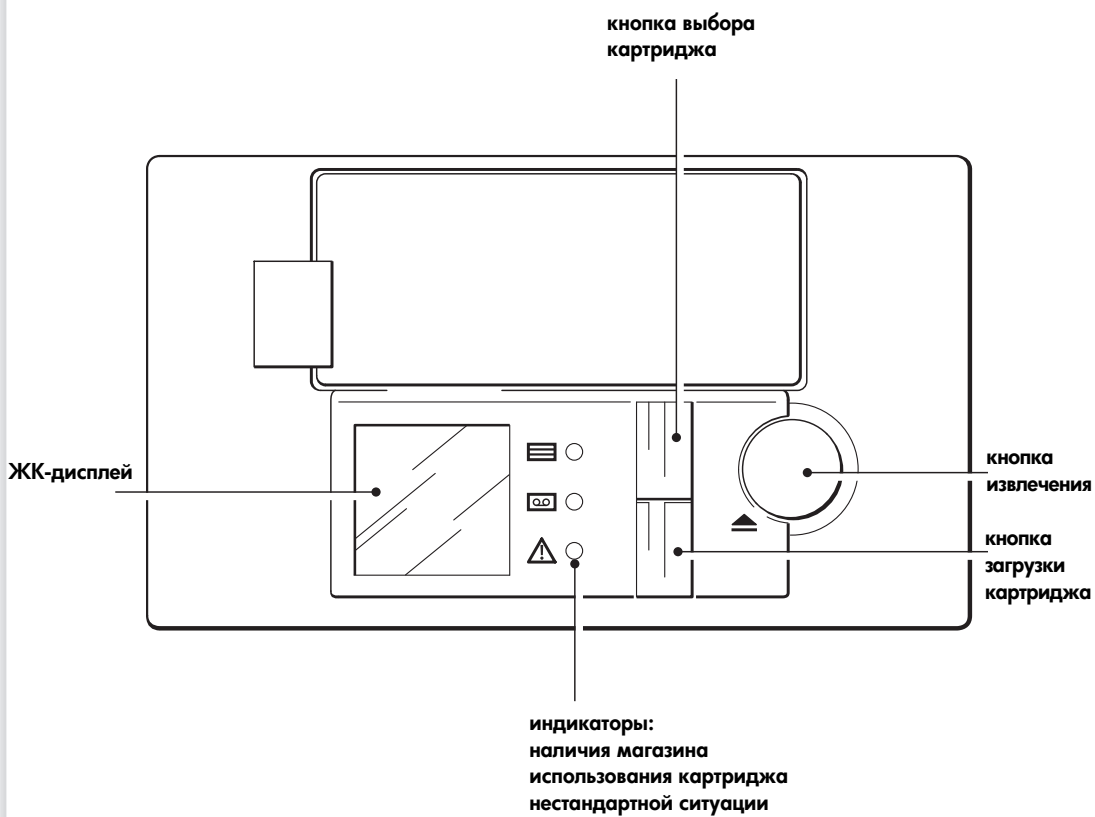 кнопка выбора
картриджа
ЖК-дисплей
кнопка
извлечения
кнопка
загрузки
картриджа
индикаторы:
наличия магазина
использования картриджа
нестандартной ситуации